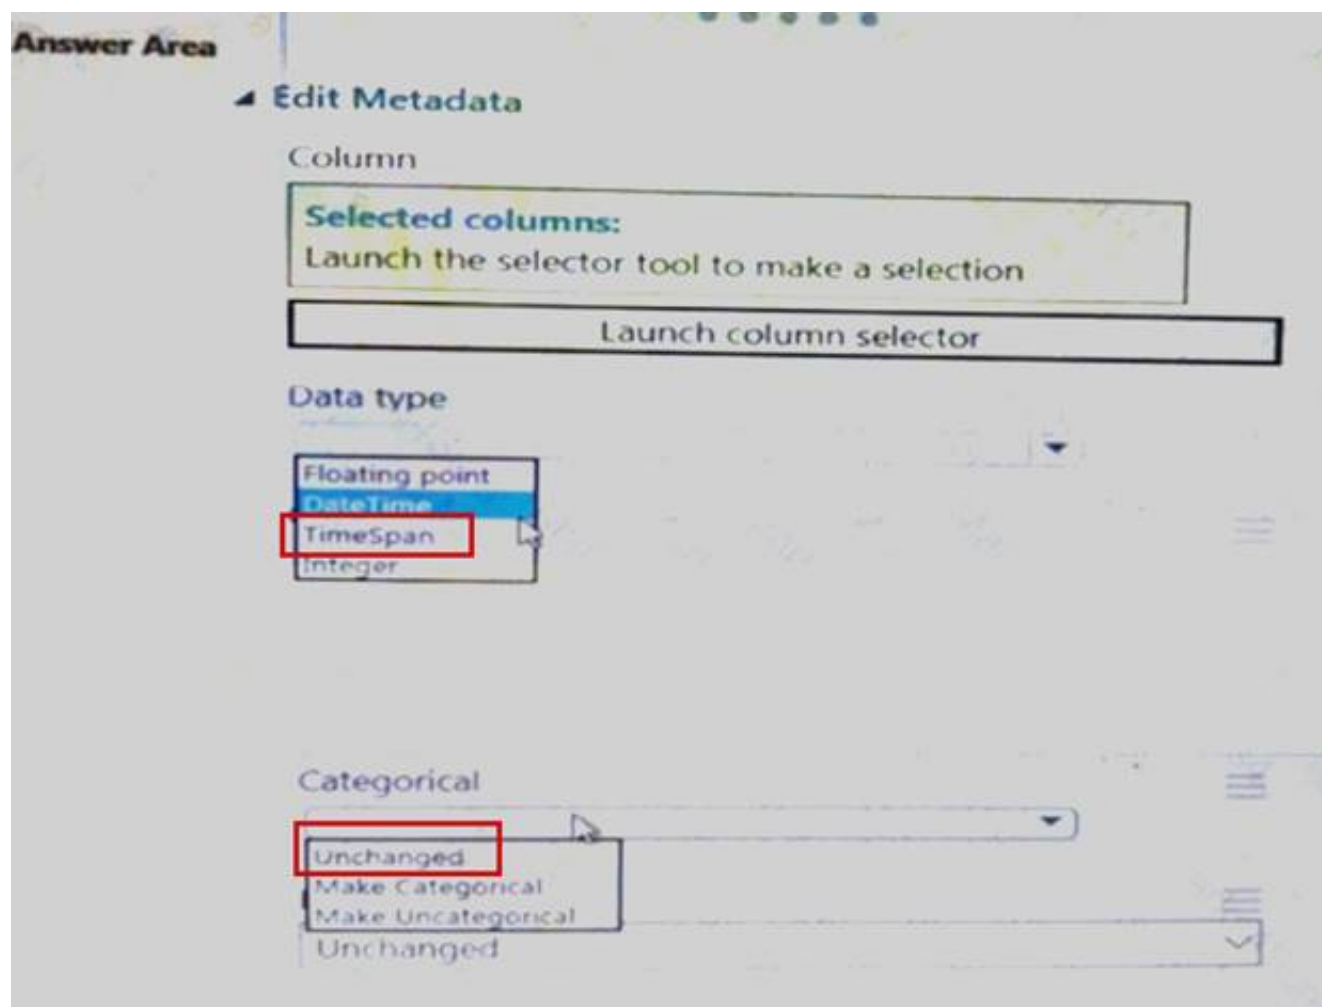 Answer Area
Edit Metadata
Column
Selected columns:
Launch the selector tool to make a selection
Launch column selector
Data type
Floating point
DateTime
TimeSpan
Integer
Categorical
Unchanged
Make Categorical
Make Uncategorical
Unchanged